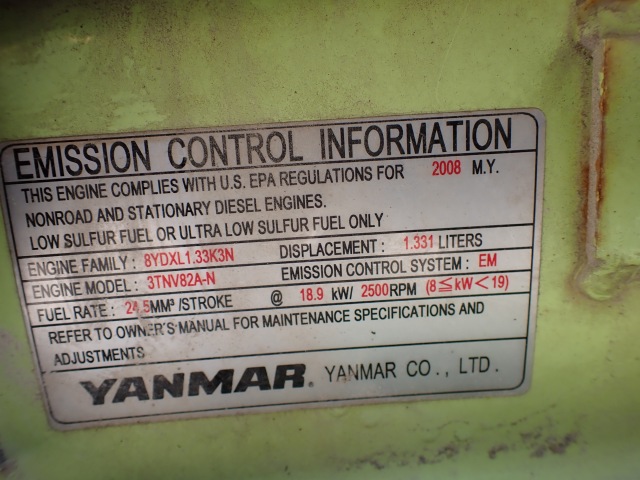 EMISSION CONTROL INFORMATION
THIS ENGINE COMPLIES WITH U.S. EPA REGULATIONS FOR 2008 M.Y.
NONROAD AND STATIONARY DIESEL ENGINES.
LOW SULFUR FUEL OR ULTRA LOW SULFUR FUEL ONLY
ENGINE FAMILY : 8YDXL1.33K3N DISPLACEMENT : 1.331 LITERS
ENGINE MODEL : 3TNV82A-N EMISSION CONTROL SYSTEM : EM
FUEL RATE : 24.5MM³/STROKE @ 18.9 kW/ 2500RPM (8≦kW<19)
REFER TO OWNER'S MANUAL FOR MAINTENANCE SPECIFICATIONS AND
ADJUSTMENTS
YANMAR. YANMAR CO., LTD.